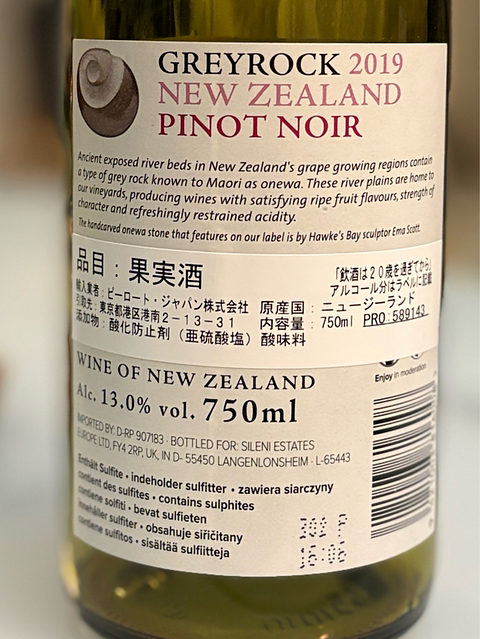 GREYROCK 2019
NEW ZEALAND
PINOT NOIR
Ancient exposed river beds in New Zealand's grape growing regions contain
a type of grey rock known to Maori as onewa. These river plains are home to
our vineyards, producing wines with satisfying ripe fruit flavours, strength of
character and refreshingly restrained acidity.
The handcarved onewa stone that features on our label is by Hawke's Bay sculptor Ema Scott.
品目：果実酒
「飲酒は20歳を過ぎてから」
アルコール分はラベルに記載
輸入業者：ピーロート・ジャパン株式会社 原産国：ニュージーランド
引取先：東京都港区港南2-13-31 内容量：750ml PRO:589143
添加物：酸化防止剤（亜硫酸塩）酸味料
WINE OF NEW ZEALAND
Enjoy in moderation
Alc. 13.0% vol. 750ml
IMPORTED BY: D-RP 907183 · BOTTLED FOR: SILENI ESTATES
EUROPE LTD, FY4 2RP, UK, IN D- 55450 LANGENLONSHEIM · L-65443
Enthält Sulfite • indeholder sulfitter • zawiera siarczyny
contient des sulfites • contains sulphites
contiene solfiti • bevat sulfieten
innehåller sulfiter • obsahuje siřičitany
contiene sulfitos • sisältää sulfiitteja
16:06